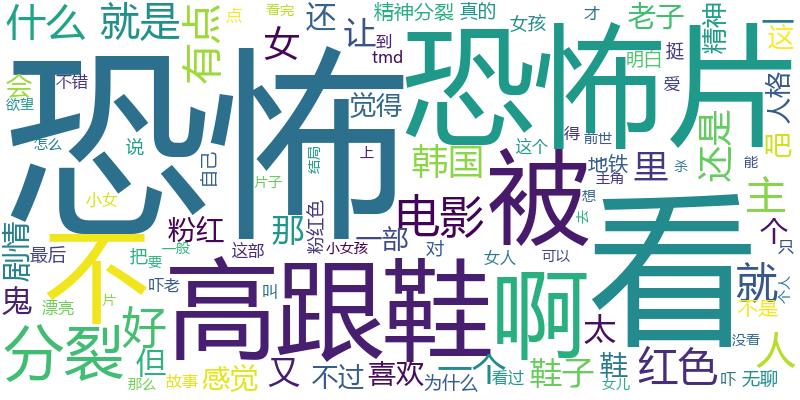 什么
就是
有点
女
还
让
精神分裂
真的
tmd
看完
点
到
女孩
才
老子
挺
明白
爱
精神
这
一
会
不错
欲望
怎么
说
恐怖
觉得
自己
片子
结局
上
恐怖片
韩国
这个
得
前世
地铁
主角
里
杀
还是
人格
吧
能
小女
粉红
那
粉红色
小女孩
一部
电影
被
想
去
看
主
个
只
剧情
最后
不
把
要
一般
这部
对
女人
可以
就
个人
鬼
漂亮
片
吓老
叫
高跟鞋
啊
太
不是
没看
人
分裂
好
但
那么
故事
感觉
又
不过
喜欢
为什么
一个
看过
鞋子
女儿
鞋
红色
吓
无聊